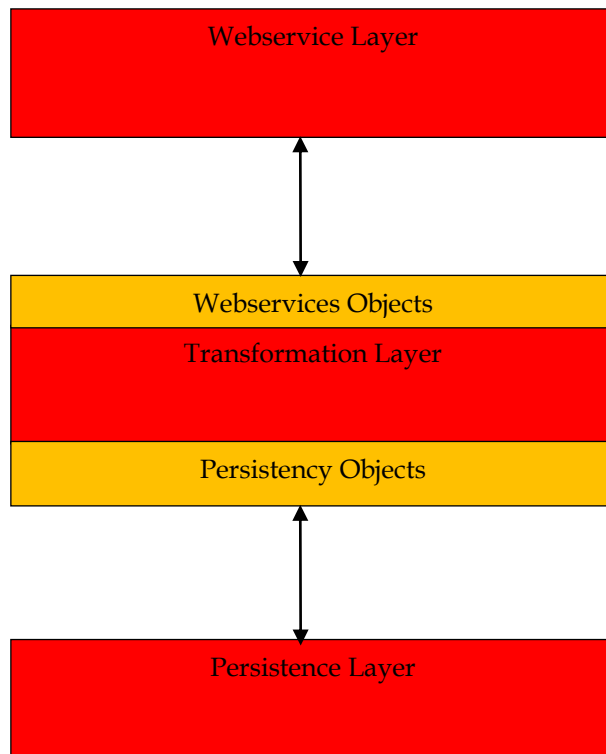 Webservice Layer
Webservices Objects
Transformation Layer
Persistency Objects
Persistence Layer